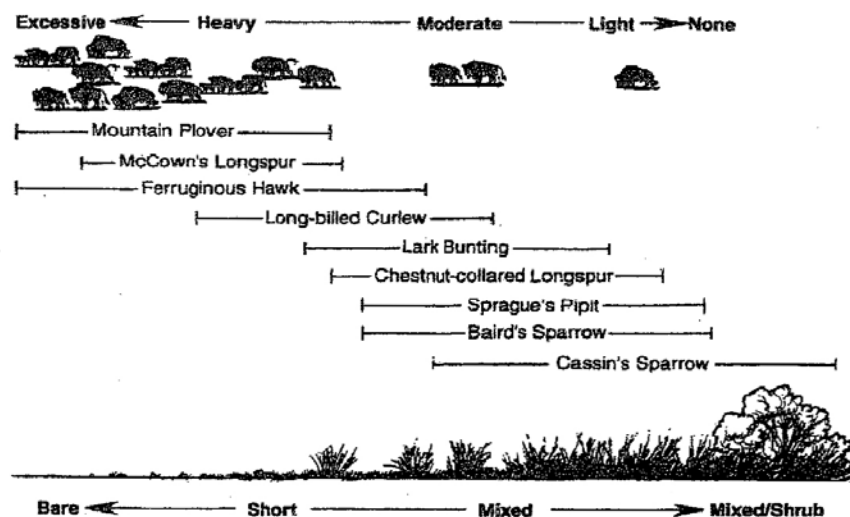 Excessive Heavy Moderate Light None
Mountain Plover
McCown's Longspur
Ferruginous Hawk
Long-billed Curlew
Lark Bunting
Chestnut-collared Longspur
Sprague's Pipit
Baird's Sparrow
Cassin's Sparrow
Bare Short Mixed Mixed/Shrub